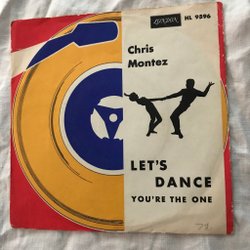 LONDON
HL 9596
Chris
Montez
LET'S
DANCE
YOU'RE THE ONE